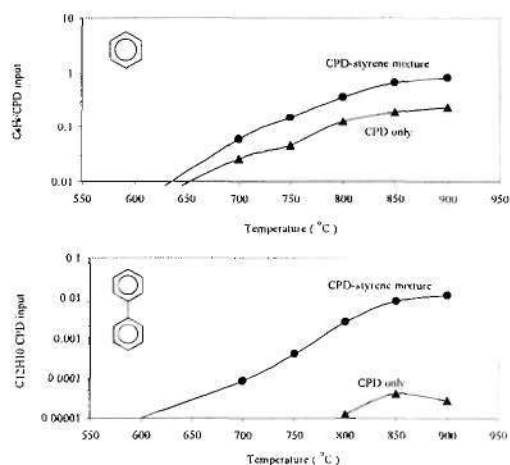 10
1
0.1
0.01
C6H6/CPD input
CPD-styrene mixture
CPD only
550 600 650 700 750 800 850 900 950
Temperature ( °C )
0.1
0.01
0.001
0.0001
0.00001
C12H10 CPD input
CPD-styrene mixture
CPD only
550 600 650 700 750 800 850 900 950
Temperature ( °C )